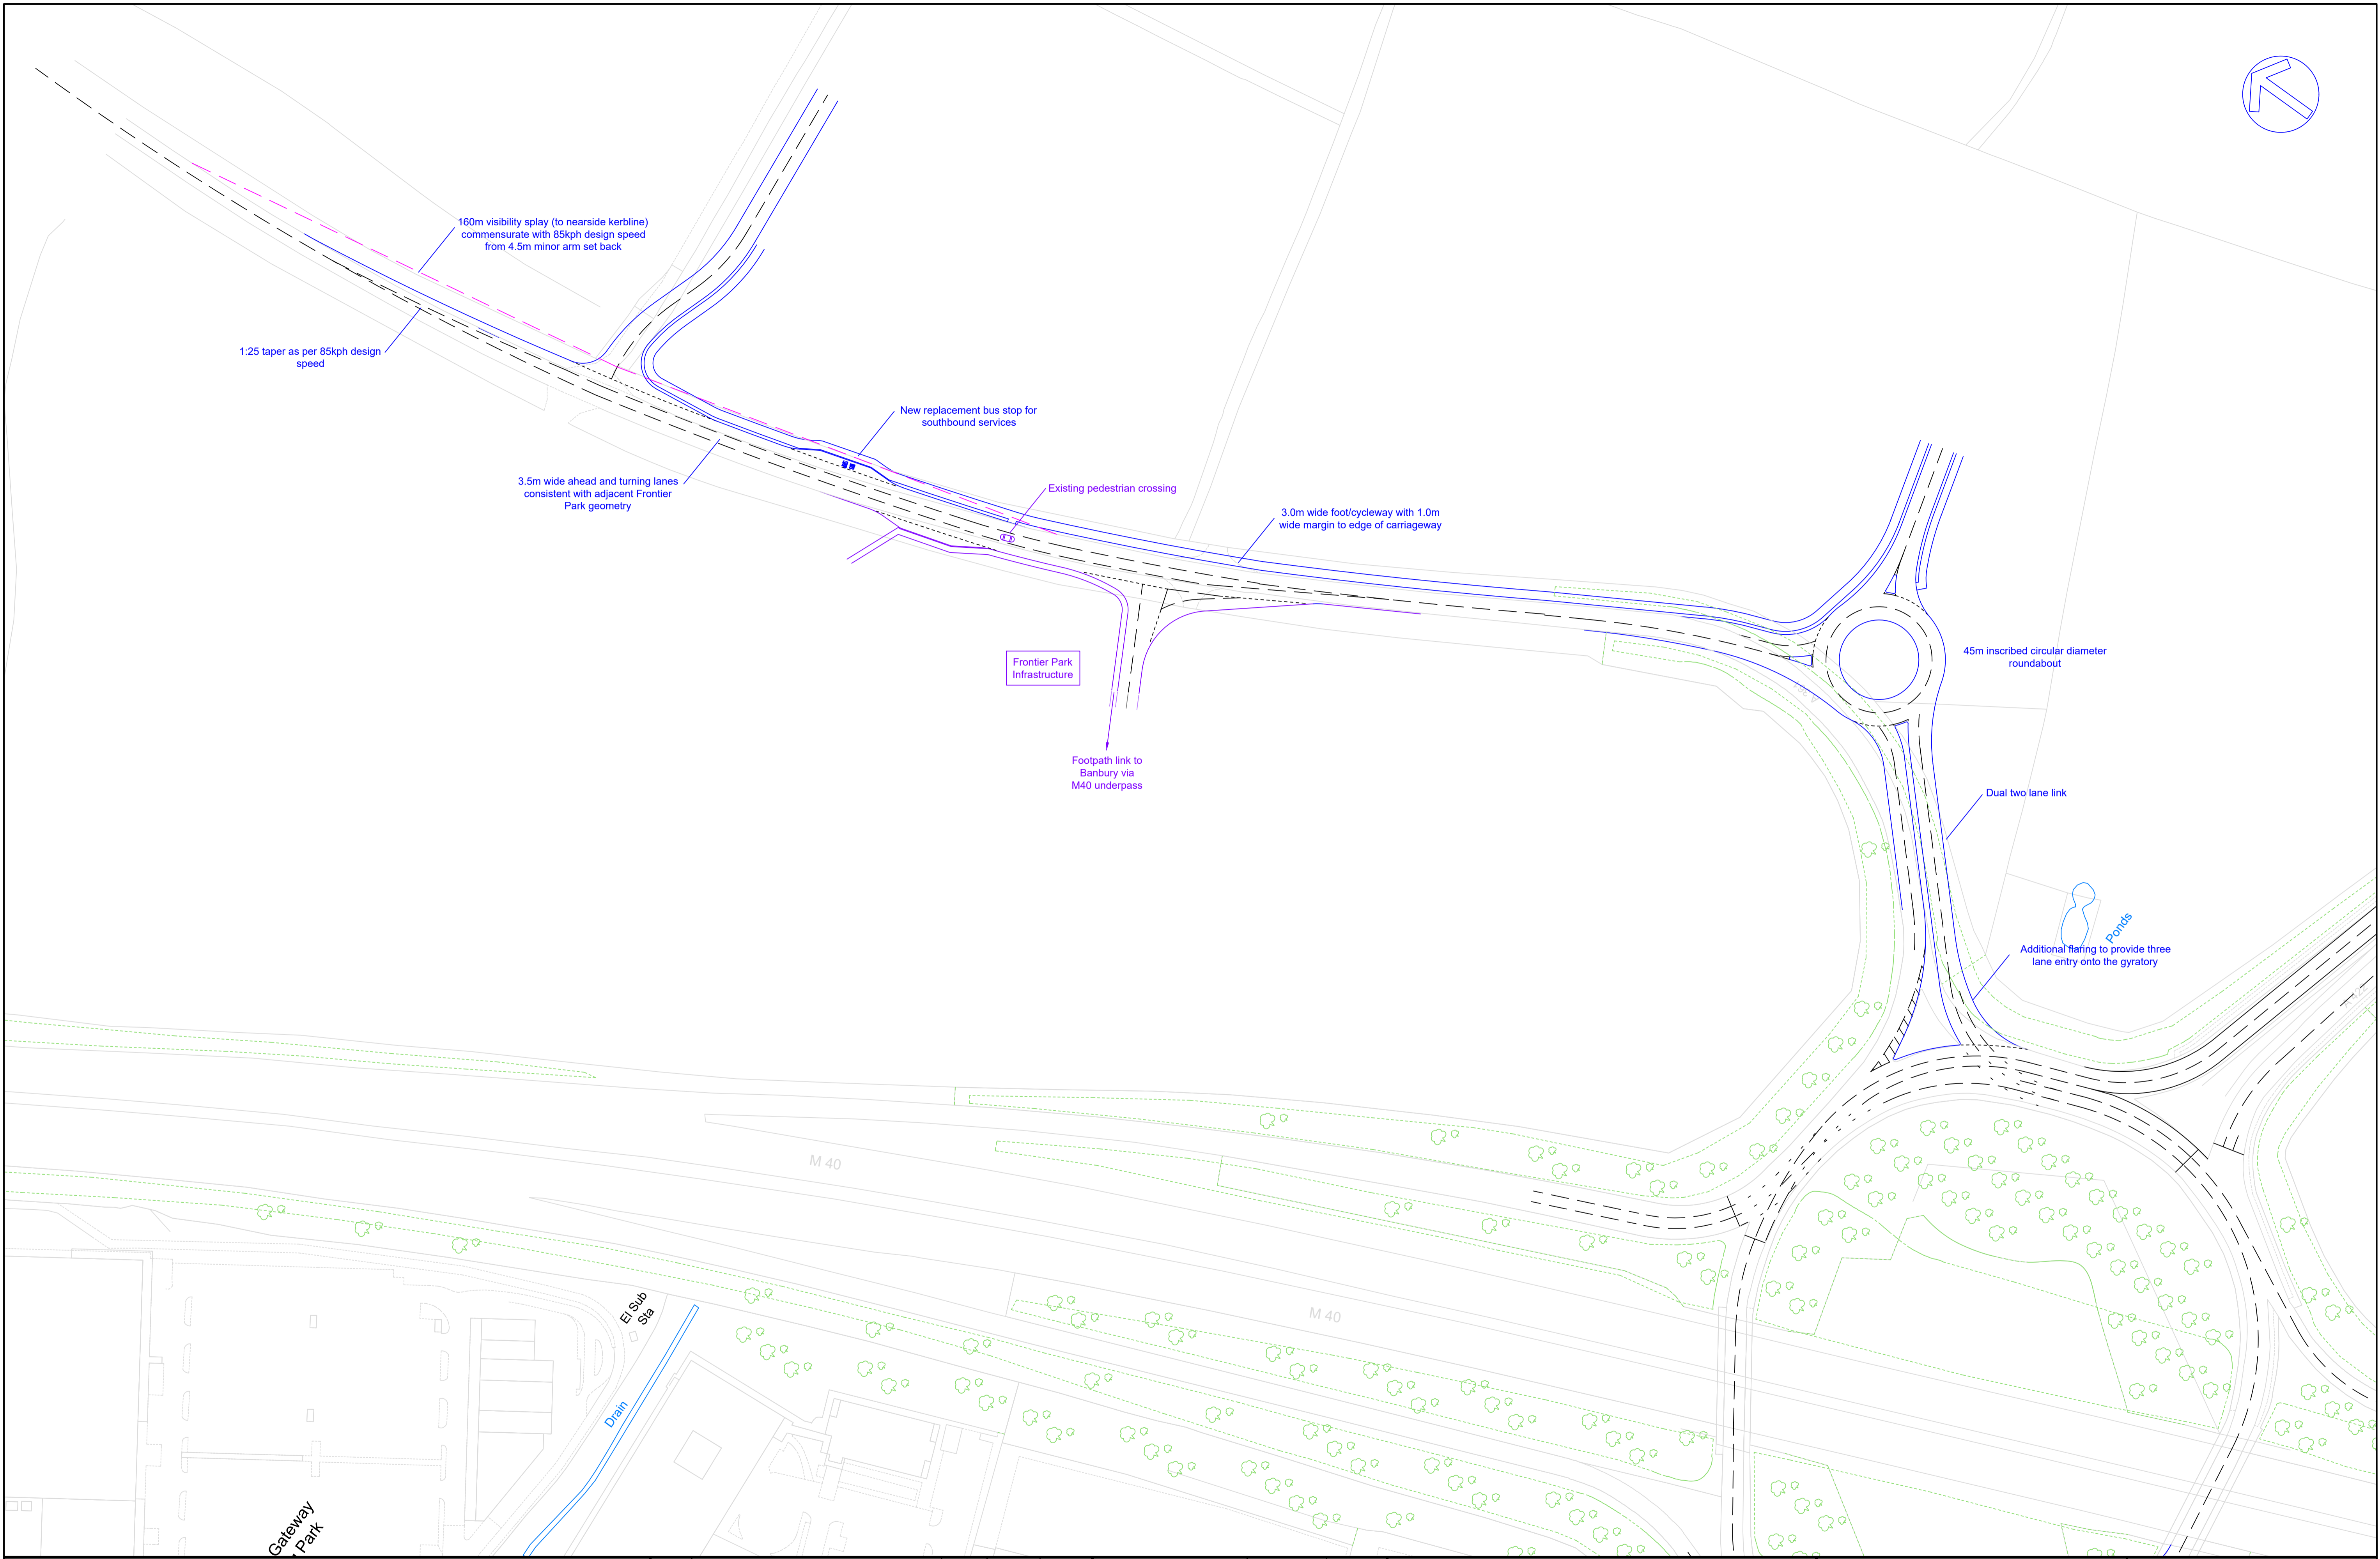 160m visibility splay (to nearside kerbline)
commensurate with 85kph design speed
from 4.5m minor arm set back
1:25 taper as per 85kph design
speed
New replacement bus stop for
southbound services
3.5m wide ahead and turning lanes
consistent with adjacent Frontier
Park geometry
Existing pedestrian crossing
3.0m wide foot/cycleway with 1.0m
wide margin to edge of carriageway
Frontier Park
Infrastructure
45m inscribed circular diameter
roundabout
Footpath link to
Banbury via
M40 underpass
Dual two lane link
Ponds
Additional flaring to provide three
lane entry onto the gyratory
M 40
M 40
El Sub
Sta
Drain
Gateway
Park